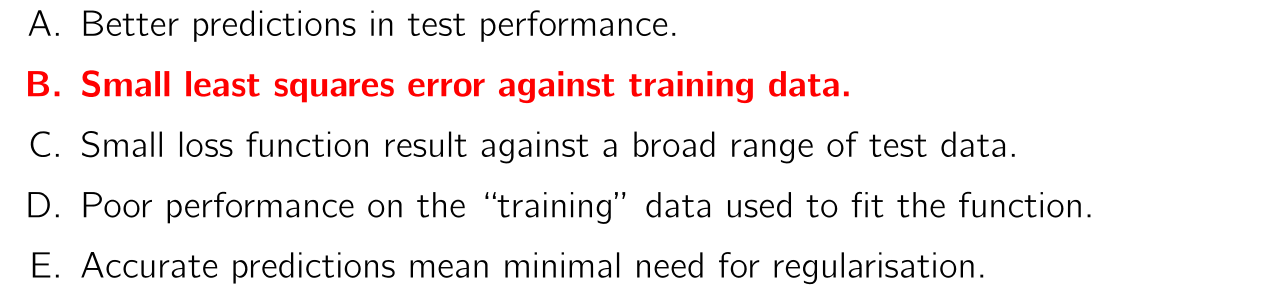 A. Better predictions in test performance.
B. Small least squares error against training data.
C. Small loss function result against a broad range of test data.
D. Poor performance on the “training” data used to fit the function.
E. Accurate predictions mean minimal need for regularisation.